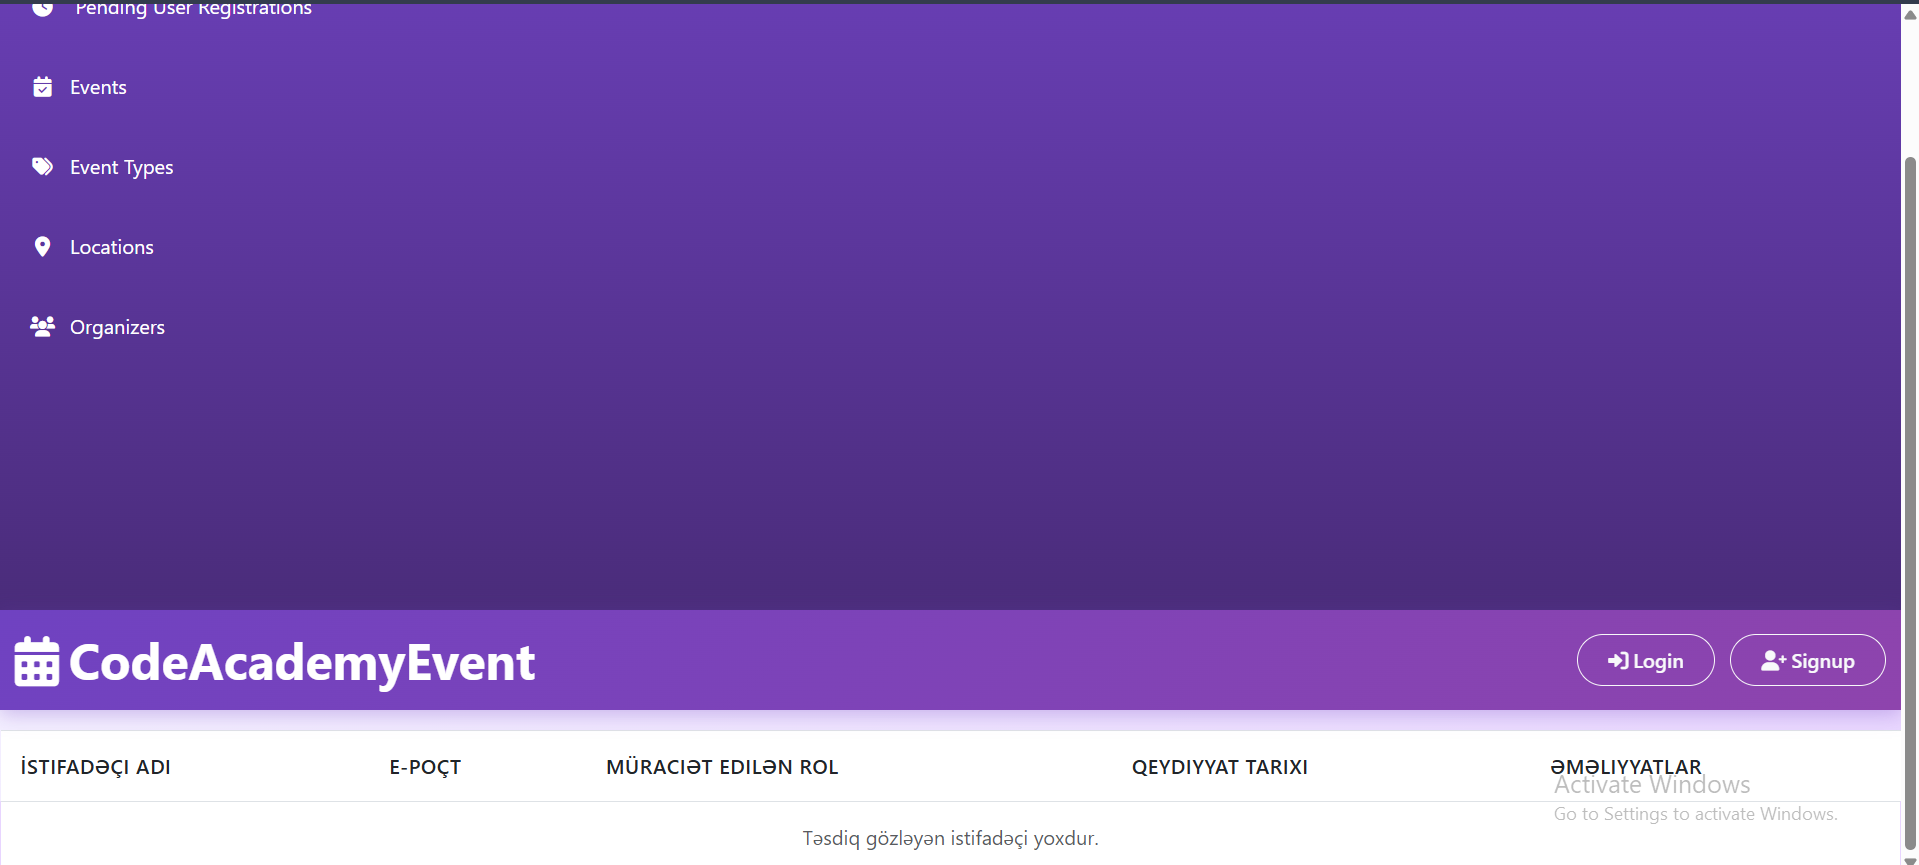 Pending User Registrations
Events
Event Types
Locations
Organizers
CodeAcademyEvent
Login
Signup
İSTIFADƏÇI ADI
E-POÇT
MÜRACIƏT EDILƏN ROL
QEYDIYYAT TARIXI
ƏMƏLIYYATLAR
Activate Windows
Go to Settings to activate Windows.
Təsdiq gözləyən istifadəçi yoxdur.